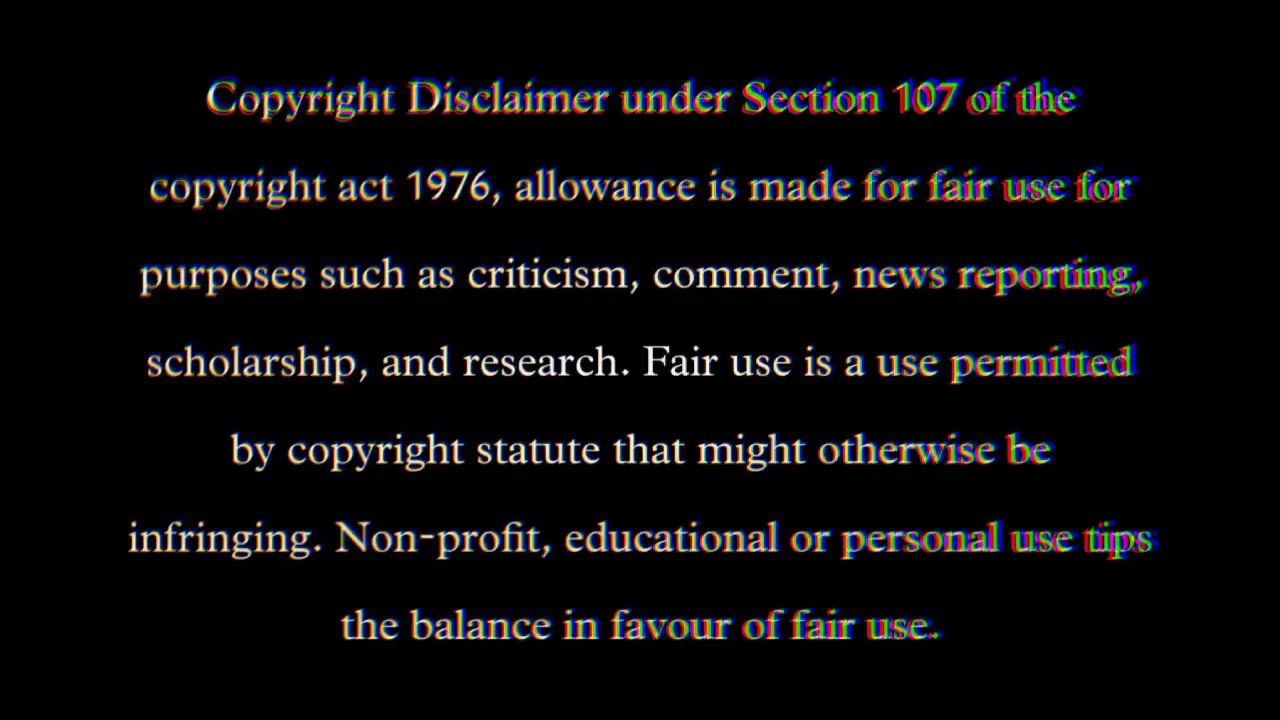 Copyright Disclaimer under Section 107 of the
copyright act 1976, allowance is made for fair use for
purposes such as criticism, comment, news reporting,
scholarship, and research. Fair use is a use permitted
by copyright statute that might otherwise be
infringing. Non-profit, educational or personal use tips
the balance in favour of fair use.